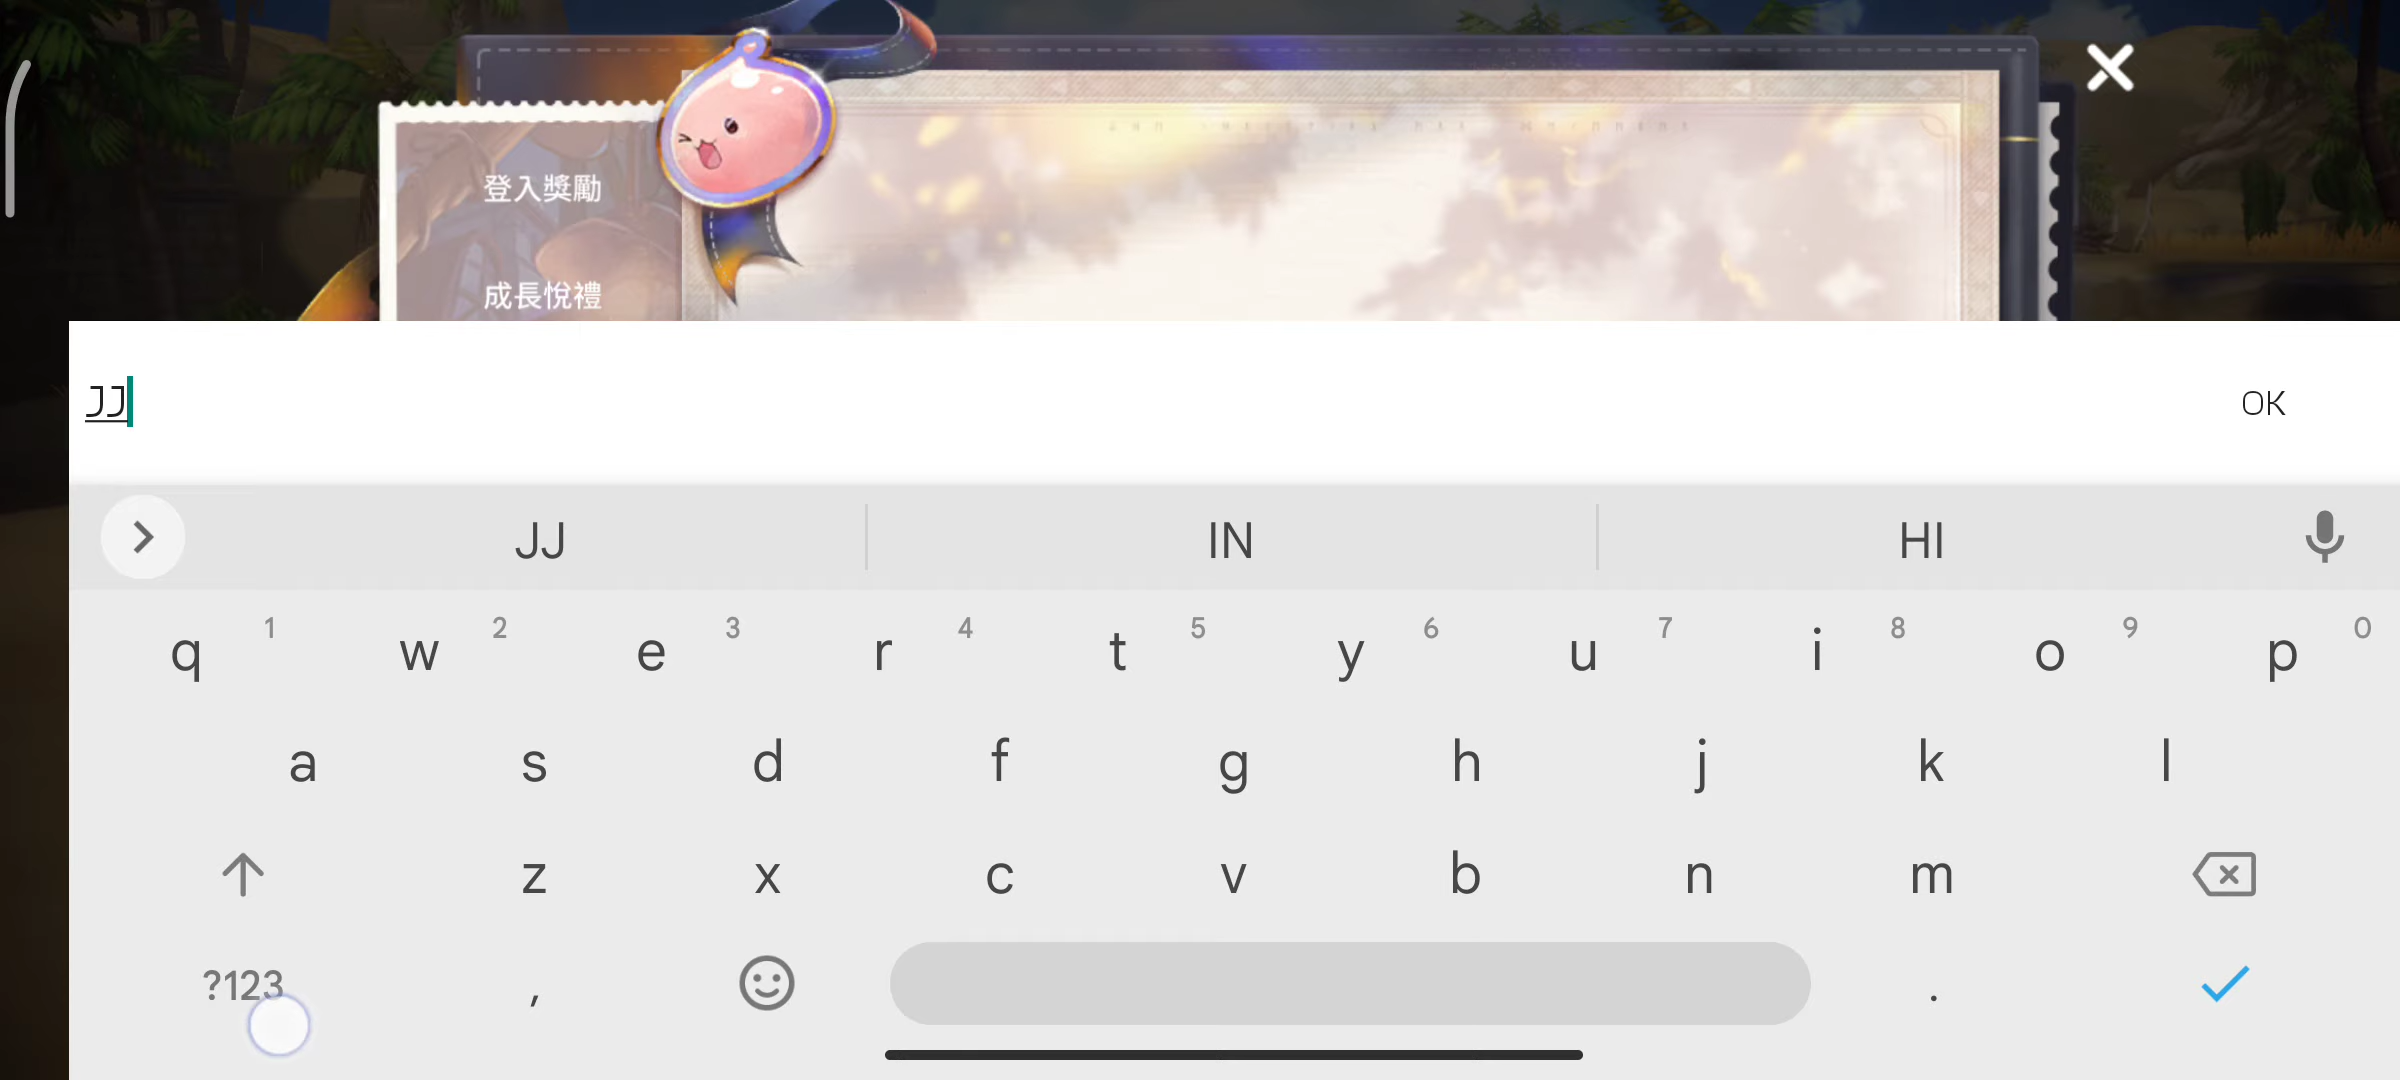 登入獎勵
成長悅禮
JJ
OK
JJ IN HI
q 1 w 2 e 3 r 4 t 5 y 6 u 7 i 8 o 9 p 0
a s d f g h j k l
z x c v b n m
?123 , .